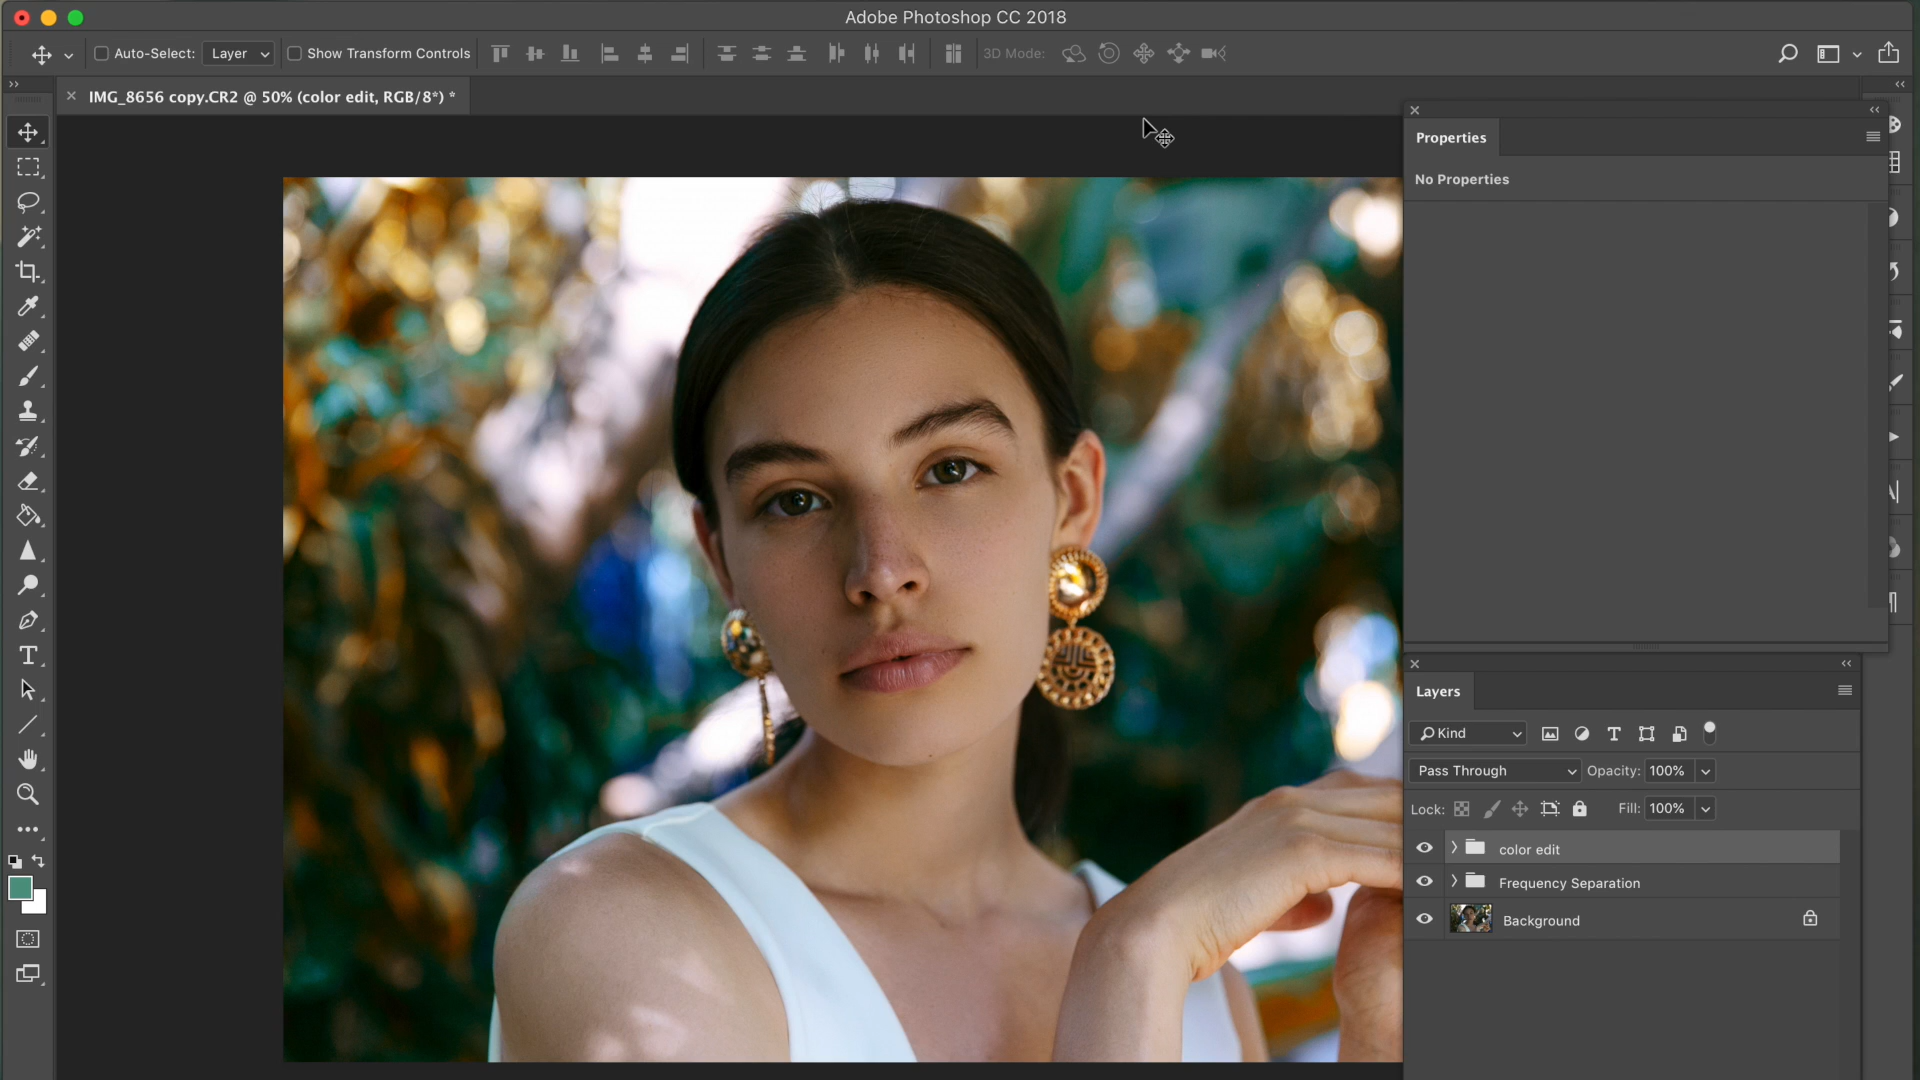 Adobe Photoshop CC 2018
Auto-Select: Layer Show Transform Controls 3D Mode:
IMG_8656 copy.CR2 @ 50% (color edit, RGB/8*) *
Properties
No Properties
Layers
Kind
Pass Through Opacity: 100%
Lock: Fill: 100%
color edit
Frequency Separation
Background